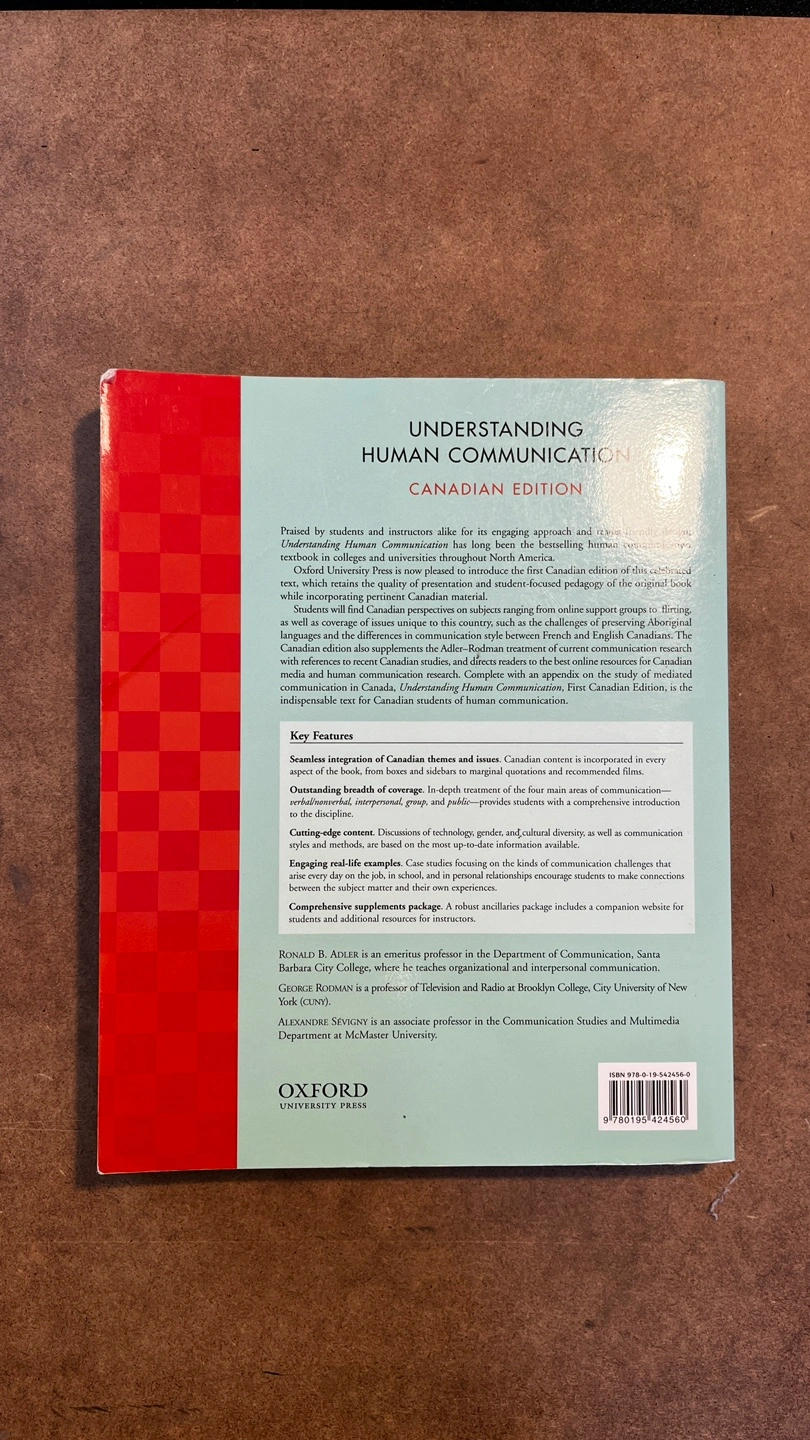 UNDERSTANDING
HUMAN COMMUNICATION
CANADIAN EDITION
Praised by students and instructors alike for its engaging approach and
Understanding Human Communication has long been the bestselling human
textbook in colleges and universities throughout North America.
Oxford University Press is now pleased to introduce the first Canadian edition of this celebrated
text, which retains the quality of presentation and student-focused pedagogy of the original book
while incorporating pertinent Canadian material.
Students will find Canadian perspectives on subjects ranging from online support groups to flirting,
as well as coverage of issues unique to this country, such as the challenges of preserving Aboriginal
languages and the differences in communication style between French and English Canadians. The
Canadian edition also supplements the Adler–Rodman treatment of current communication research
with references to recent Canadian studies, and directs readers to the best online resources for Canadian
media and human communication research. Complete with an appendix on the study of mediated
communication in Canada, Understanding Human Communication, First Canadian Edition, is the
indispensable text for Canadian students of human communication.
Key Features
Seamless integration of Canadian themes and issues. Canadian content is incorporated in every
aspect of the book, from boxes and sidebars to marginal quotations and recommended films.
Outstanding breadth of coverage. In-depth treatment of the four main areas of communication—
verbal/nonverbal, interpersonal, group, and public—provides students with a comprehensive introduction
to the discipline.
Cutting-edge content. Discussions of technology, gender, and cultural diversity, as well as communication
styles and methods, are based on the most up-to-date information available.
Engaging real-life examples. Case studies focusing on the kinds of communication challenges that
arise every day on the job, in school, and in personal relationships encourage students to make connections
between the subject matter and their own experiences.
Comprehensive supplements package. A robust ancillaries package includes a companion website for
students and additional resources for instructors.
RONALD B. ADLER is an emeritus professor in the Department of Communication, Santa
Barbara City College, where he teaches organizational and interpersonal communication.
GEORGE RODMAN is a professor of Television and Radio at Brooklyn College, City University of New
York (CUNY).
ALEXANDRE SÉVIGNY is an associate professor in the Communication Studies and Multimedia
Department at McMaster University.
OXFORD
UNIVERSITY PRESS
ISBN 978-0-19-542456-0
9 780195 424560